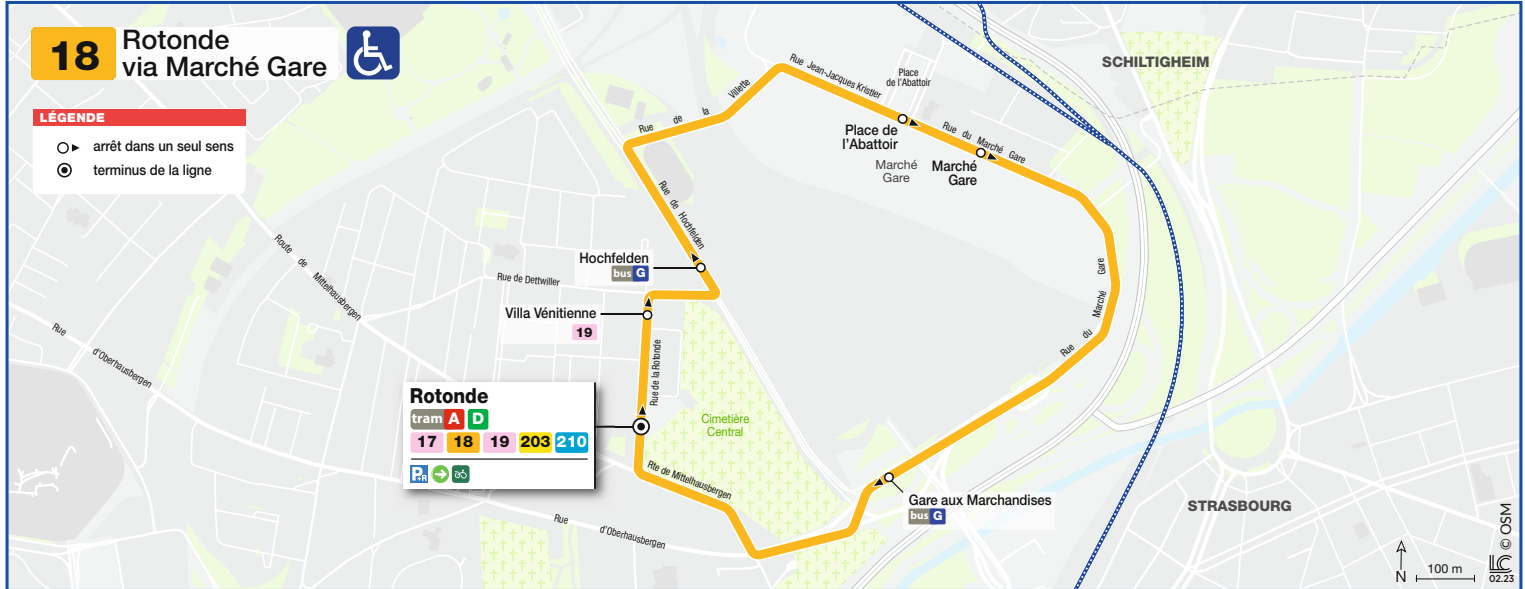 18
Rotonde
via Marché Gare
LÉGENDE
arrêt dans un seul sens
terminus de la ligne
SCHILTIGHEIM
Rue Jean-Jacques Kristler
Place
de l'Abattoir
Rue de la Villette
Place de
l'Abattoir
Rue du Marché Gare
Marché
Gare
Marché
Gare
Rue de Hochfelden
Hochfelden
bus G
Route de Mittelhausbergen
Rue de Dettwiller
Villa Vénitienne
19
Rue du Marché Gare
Rue d'Oberhausbergen
Rue de la Rotonde
Rotonde
tram A D
17 18 19 203 210
P+R
Cimetière
Central
Rte de Mittelhausbergen
Gare aux Marchandises
bus G
Rue d'Oberhausbergen
STRASBOURG
N
100 m
LC © OSM
02.23